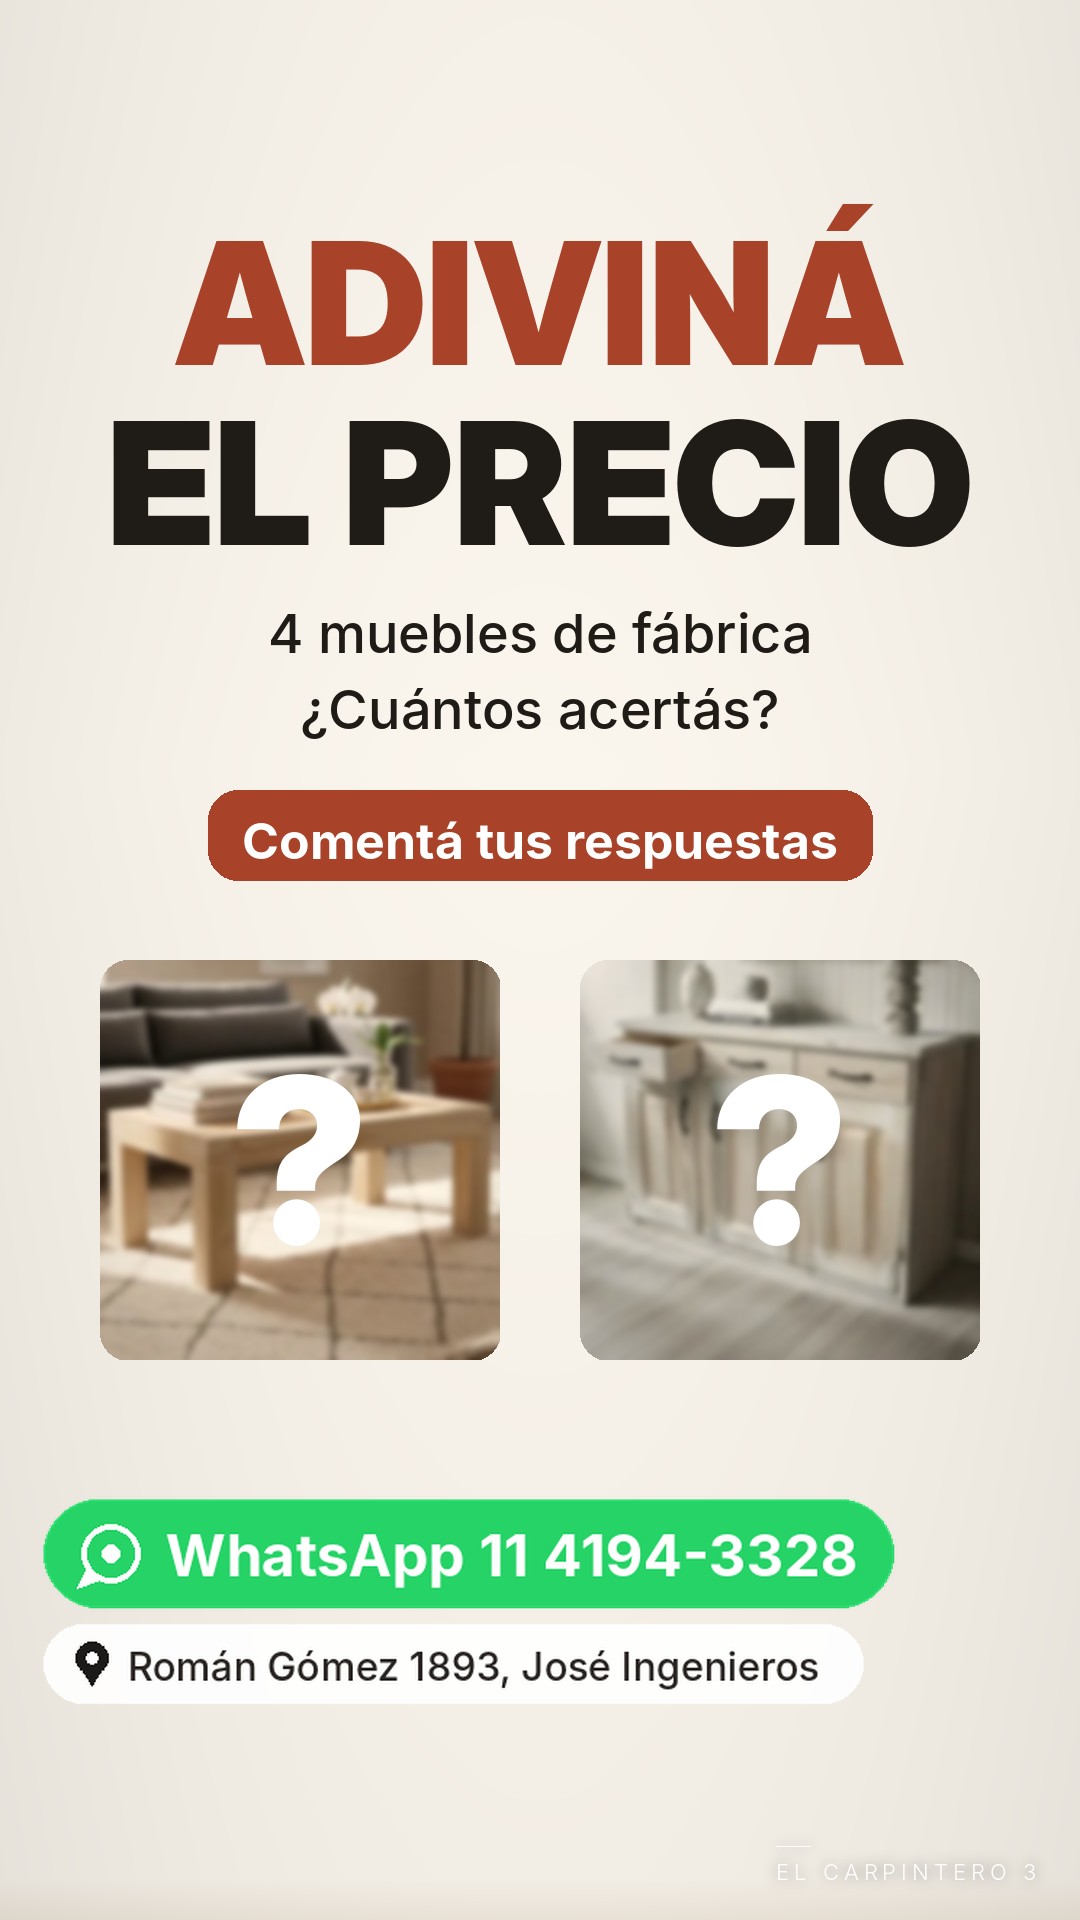 ADIVINÁ
EL PRECIO
4 muebles de fábrica
¿Cuántos acertás?
Comentá tus respuestas
?
?
WhatsApp 11 4194-3328
Román Gómez 1893, José Ingenieros
EL CARPINTERO 3